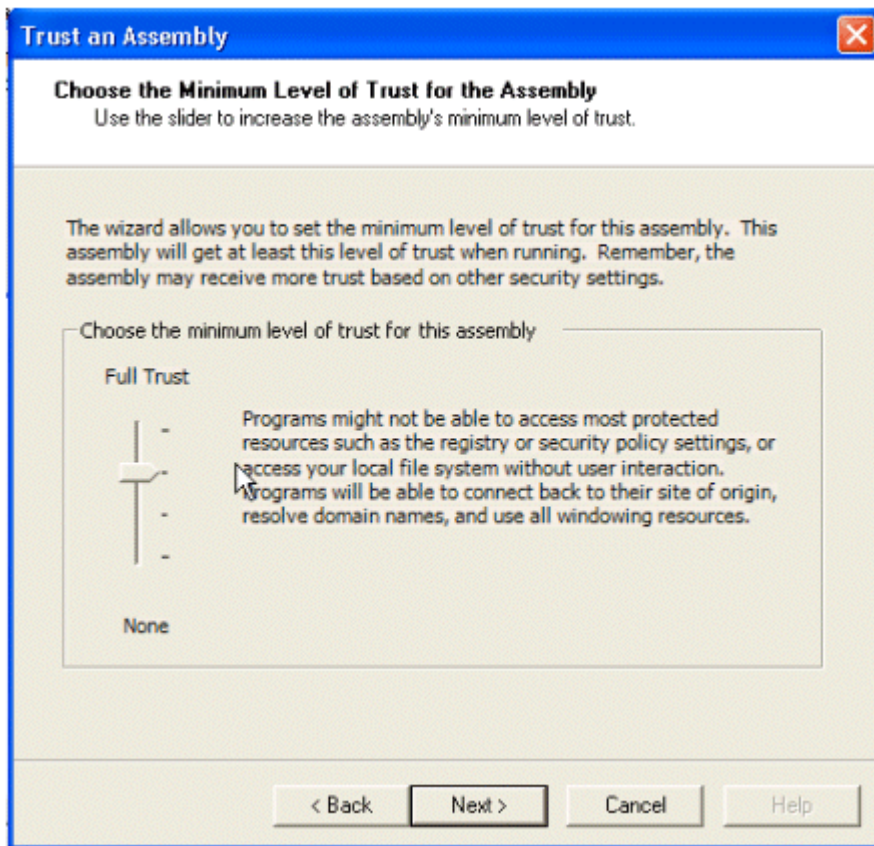 Trust an Assembly
Choose the Minimum Level of Trust for the Assembly
Use the slider to increase the assembly's minimum level of trust.
The wizard allows you to set the minimum level of trust for this assembly. This
assembly will get at least this level of trust when running. Remember, the
assembly may receive more trust based on other security settings.
Choose the minimum level of trust for this assembly
Full Trust
Programs might not be able to access most protected
resources such as the registry or security policy settings, or
access your local file system without user interaction.
Programs will be able to connect back to their site of origin,
resolve domain names, and use all windowing resources.
None
< Back Next > Cancel Help